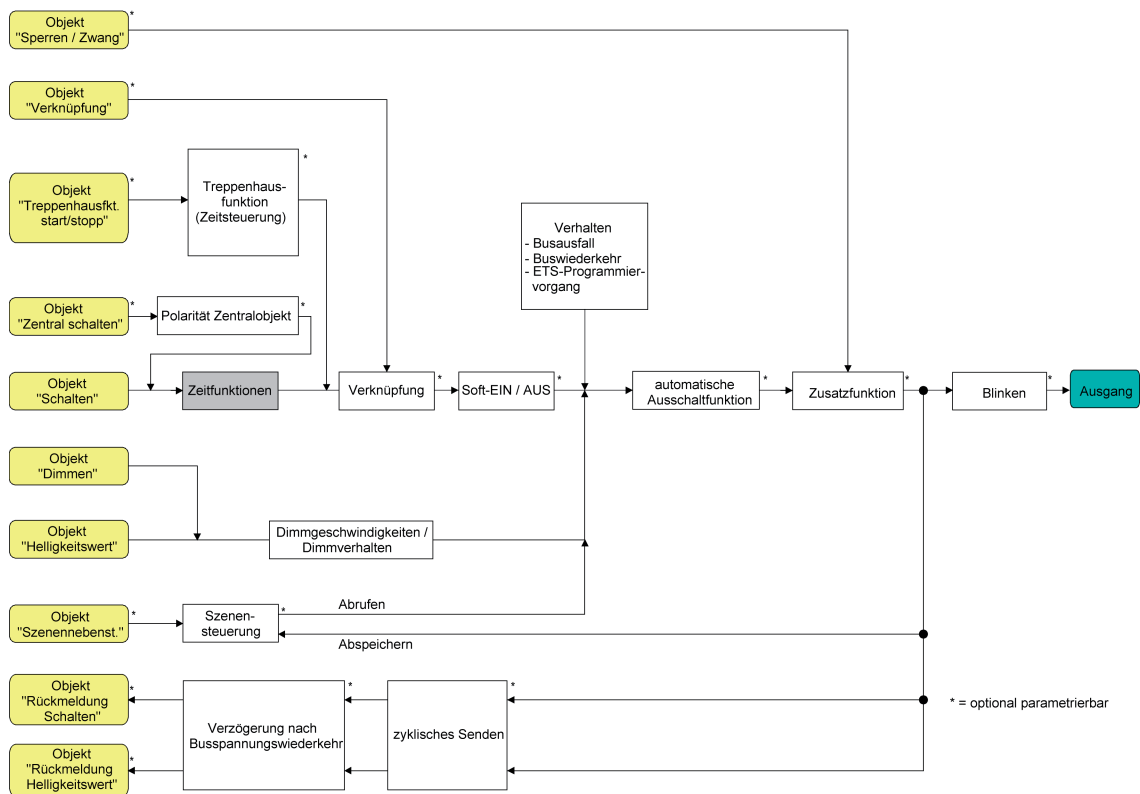 Objekt
"Sperren / Zwang"
*
Objekt
"Verknüpfung"
*
Objekt
"Treppenhausfkt.
start/stopp"
*
Treppenhaus-
funktion
(Zeitsteuerung)
*
Verhalten
- Busausfall
- Buswiederkehr
- ETS-Programmier-
vorgang
Objekt
"Zentral schalten"
*
Polarität Zentralobjekt
*
Objekt
"Schalten"
*
Zeitfunktionen
Verknüpfung
*
Soft-EIN / AUS
*
automatische
Ausschaltfunktion
*
Zusatzfunktion
*
Blinken
*
Ausgang
Objekt
"Dimmen"
Objekt
"Helligkeitswert"
Dimmgeschwindigkeiten /
Dimmverhalten
Objekt
"Szenennebenst."
*
Szenen-
steuerung
*
Abrufen
Abspeichern
Objekt
"Rückmeldung
Schalten"
*
Verzögerung nach
Busspannungswiederkehr
*
zyklisches Senden
*
* = optional parametrierbar
Objekt
"Rückmeldung
Helligkeitswert"
*